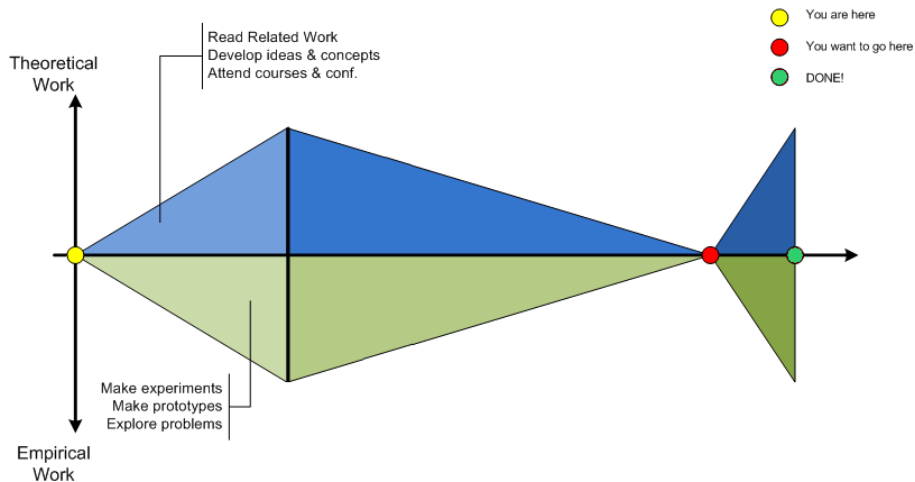 You are here
You want to go here
DONE!
Read Related Work
Develop ideas & concepts
Attend courses & conf.
Theoretical
Work
Make experiments
Make prototypes
Explore problems
Empirical
Work